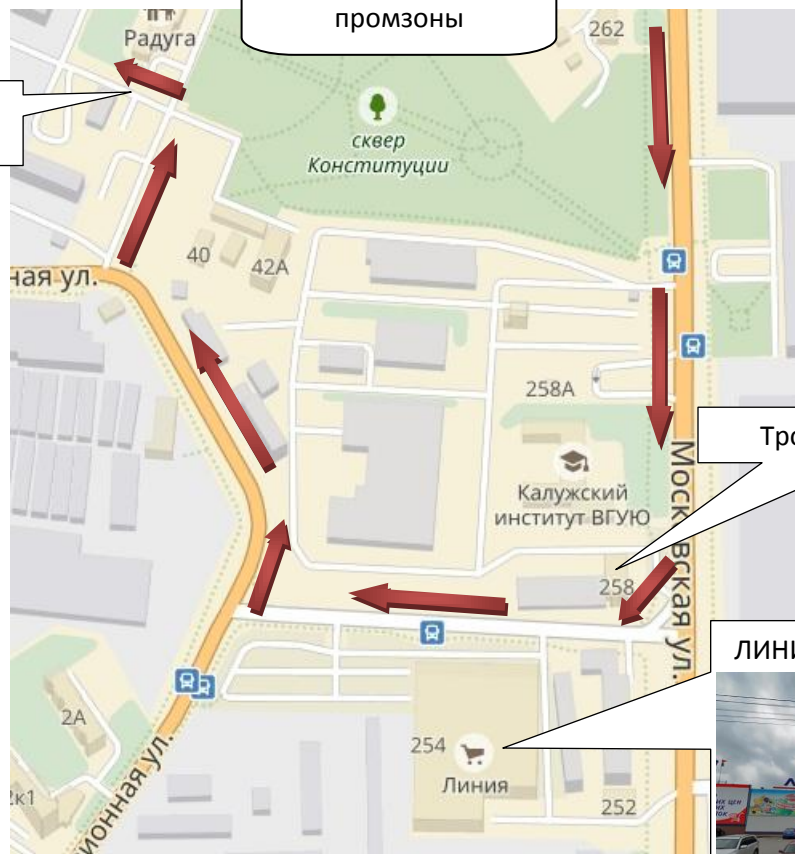 промзоны
Радуга
262
сквер
Конституции
40
42А
ная ул.
258А
Тро
Калужский
институт ВГУЮ
Московская ул.
258
лини
2А
254
Линия
252
2к1
ионная ул.